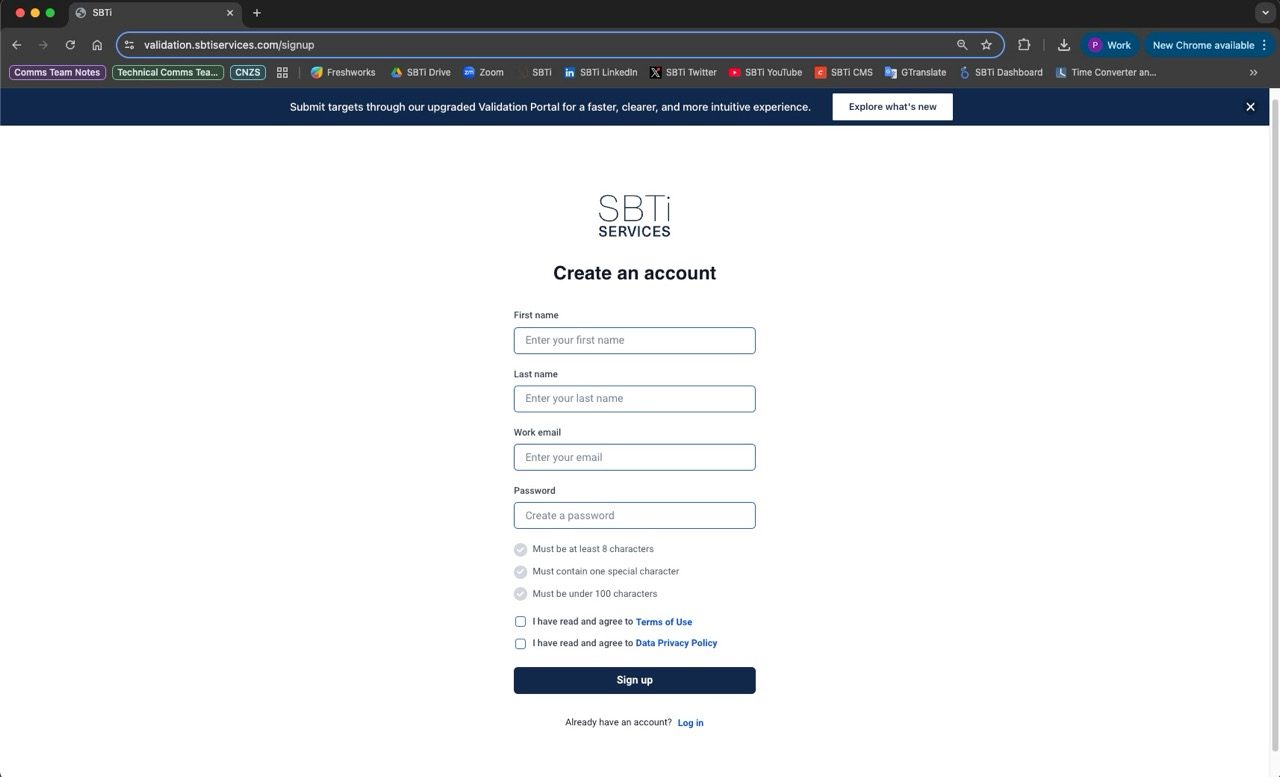 SBTi
validation.sbtiservices.com/signup
P Work
New Chrome available
Comms Team Notes
Technical Comms Tea...
CNZS
Freshworks
SBTi Drive
zm Zoom
SBTi
in SBTi LinkedIn
X SBTi Twitter
SBTi YouTube
c SBTi CMS
GTranslate
SBTi Dashboard
L Time Converter an...
Submit targets through our upgraded Validation Portal for a faster, clearer, and more intuitive experience.
Explore what's new
SBTi
SERVICES
Create an account
First name
Enter your first name
Last name
Enter your last name
Work email
Enter your email
Password
Create a password
Must be at least 8 characters
Must contain one special character
Must be under 100 characters
I have read and agree to Terms of Use
I have read and agree to Data Privacy Policy
Sign up
Already have an account? Log in